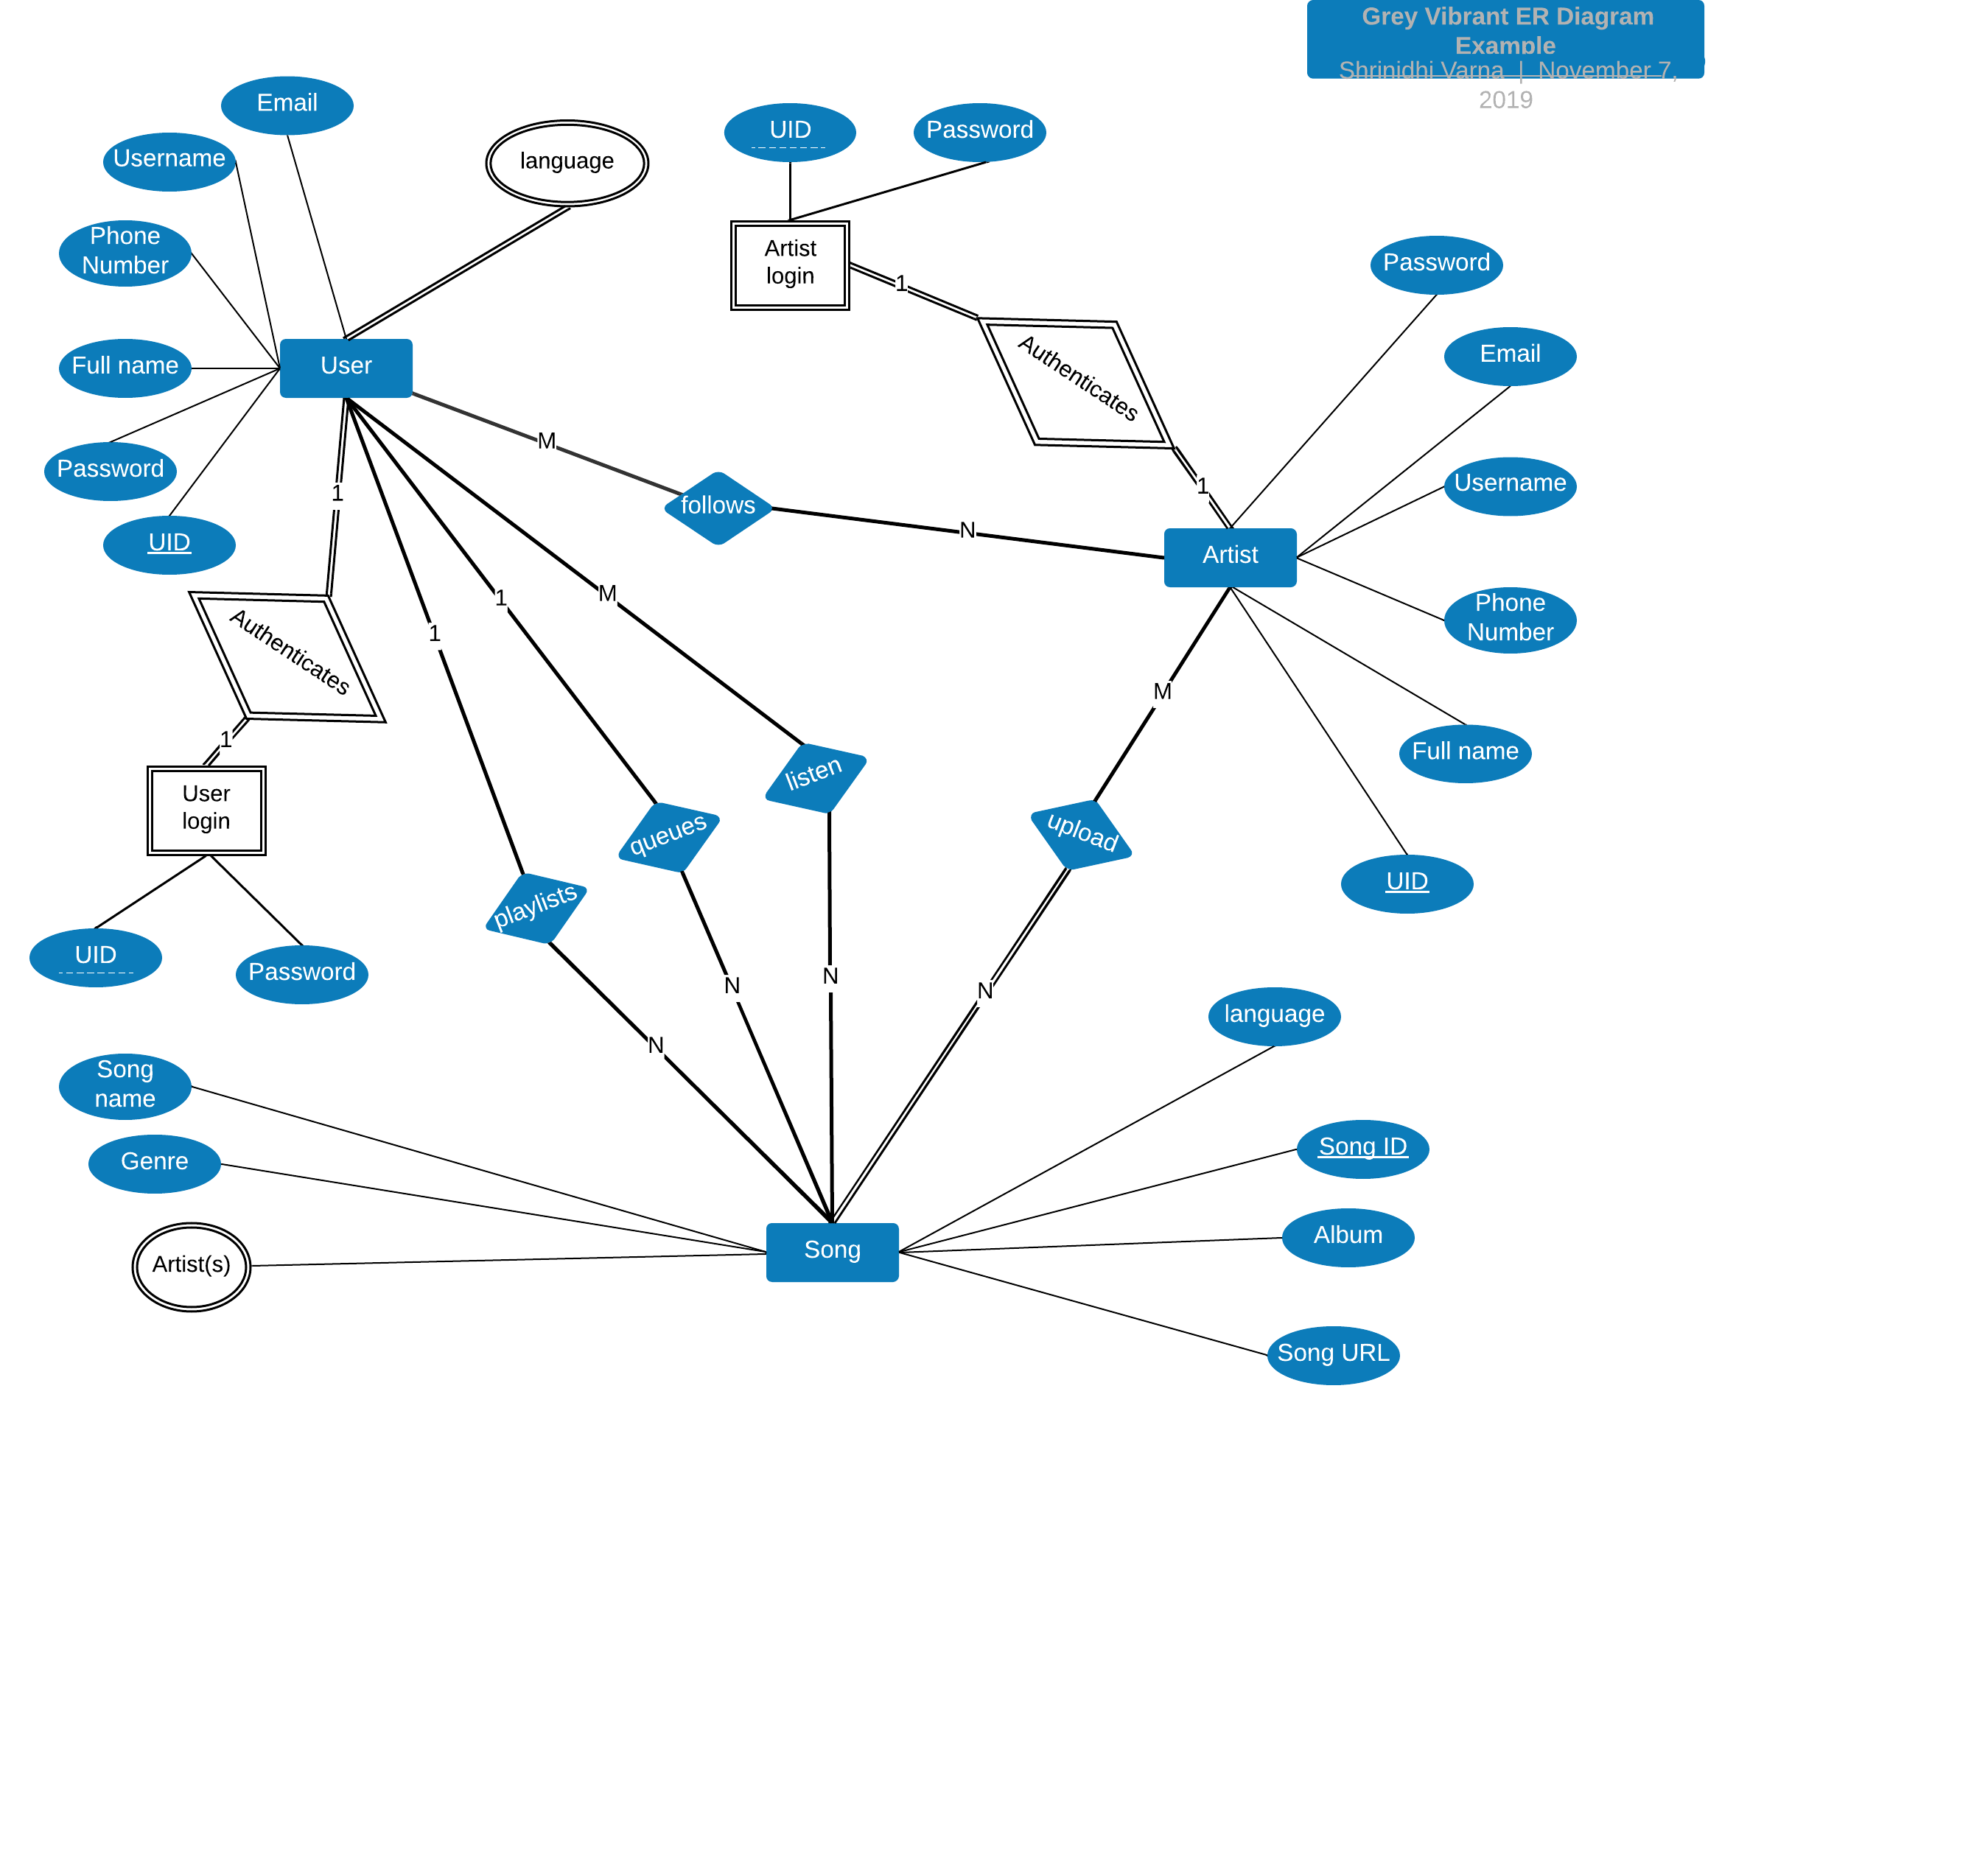 Grey Vibrant ER Diagram
Example
Shrinidhi Varna | November 7,
2019
Email
Username
Phone
Number
Full name
Password
UID
language
User
UID
Password
Artist
login
1
Authenticates
1
Password
Email
Username
Phone
Number
Full name
UID
Artist
M
follows
N
1
Authenticates
1
User
login
UID
Password
1
playlists
N
1
queues
N
M
listen
N
M
upload
N
Song
name
Genre
Artist(s)
Song
language
Song ID
Album
Song URL